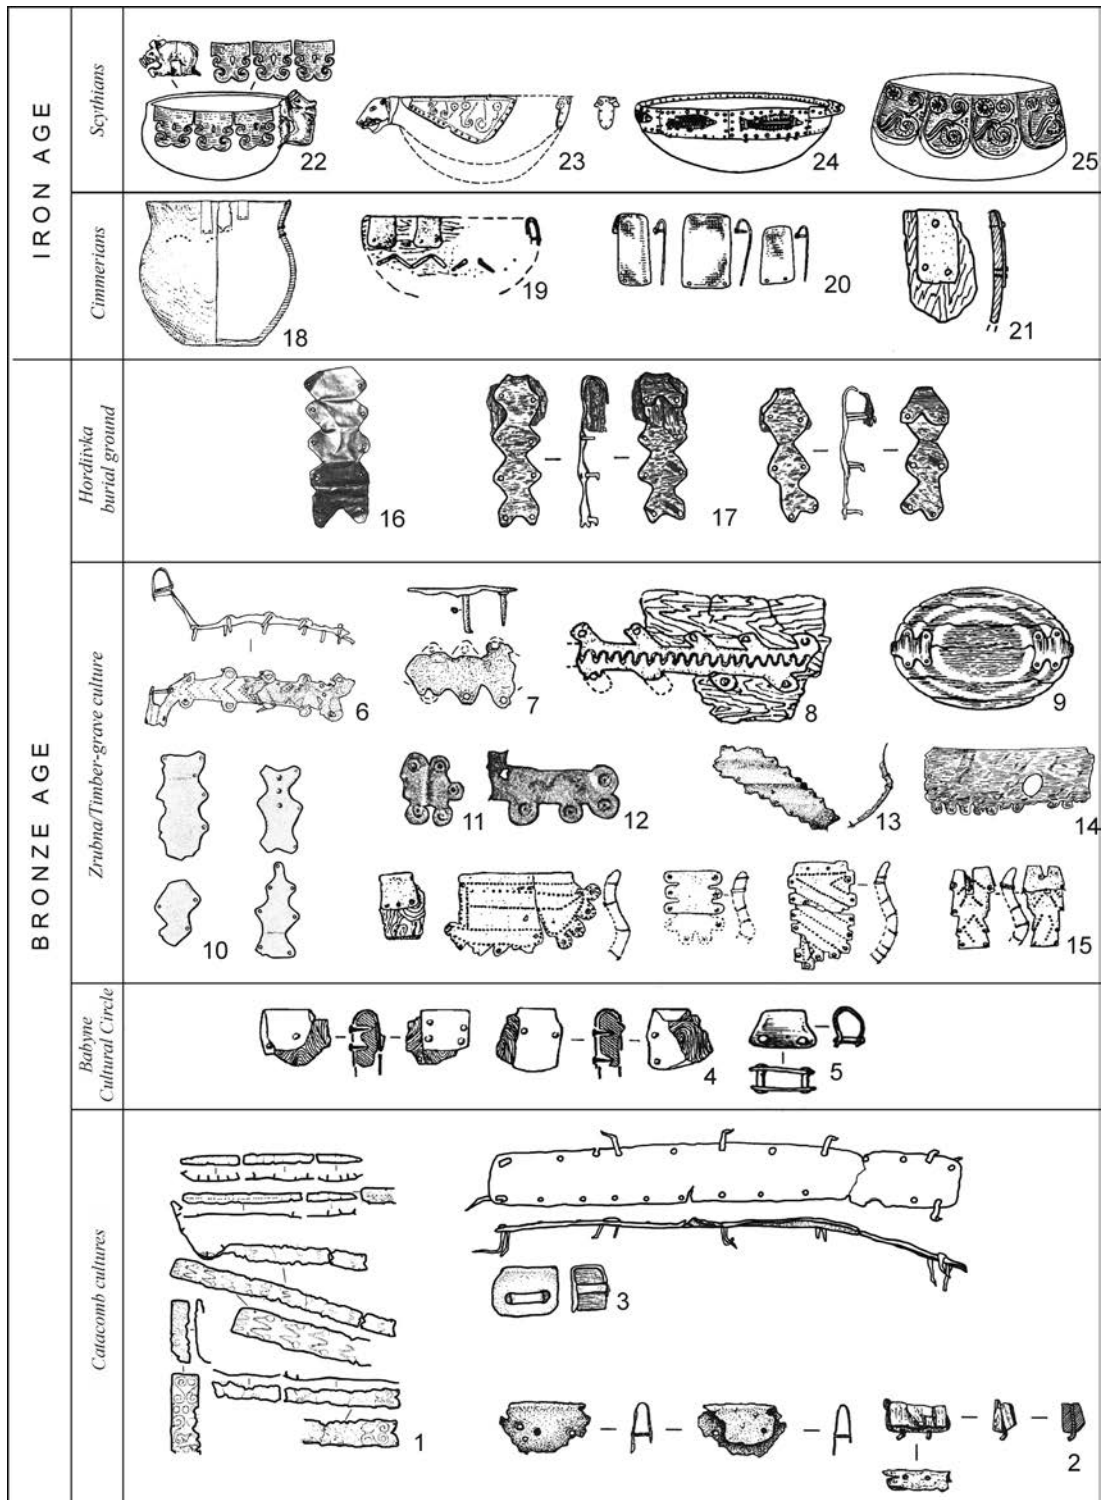 IRON AGE
Scythians
22
23
24
25
Cimmerians
18
19
20
21
BRONZE AGE
Hordiivka
burial ground
16
17
Zrubna/Timber-grave culture
6
7
8
9
10
11
12
13
14
15
Babyne
Cultural Circle
4
5
Catacomb cultures
1
3
2